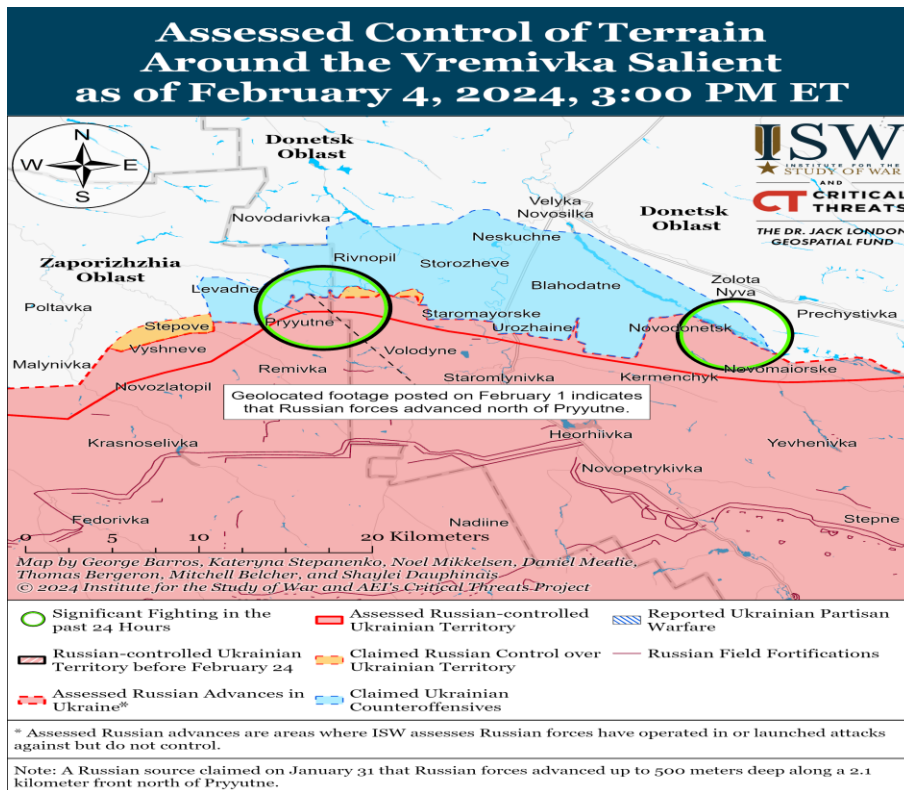 Assessed Control of Terrain
Around the Vremivka Salient
as of February 4, 2024, 3:00 PM ET
N
W E
S
Donetsk
Oblast
ISW
INSTITUTE FOR THE
STUDY OF WAR
AND
CT CRITICAL
THREATS
THE DR. JACK LONDON
GEOSPATIAL FUND
Velyka
Novosilka
Novodarivka
Donetsk
Oblast
Neskuchne
Rivnopil
Storozheve
Zaporizhzhia
Oblast
Levadne
Blahodatne
Zolota
Nyva
Poltavka
Prechystivka
Stepove
Pryyutne
Staromayorske
Urozhaine
Novodonetsk
Vyshneve
Volodyne
Malynivka
Remivka
Novomaiorske
Novozlatopil
Staromlynivka
Kermenchyk
Geolocated footage posted on February 1 indicates
that Russian forces advanced north of Pryyutne.
Krasnoselivka
Heorhiivka
Yevhenivka
Novopetrykivka
Fedorivka
Nadiine
Stepne
0 5 10 20 Kilometers
Map by George Barros, Kateryna Stepanenko, Noel Mikkelsen, Daniel Mealie,
Thomas Bergeron, Mitchell Belcher, and Shaylei Dauphinais
© 2024 Institute for the Study of War and AEI's Critical Threats Project
Significant Fighting in the
past 24 Hours
Assessed Russian-controlled
Ukrainian Territory
Reported Ukrainian Partisan
Warfare
Russian-controlled Ukrainian
Territory before February 24
Claimed Russian Control over
Ukrainian Territory
Russian Field Fortifications
Assessed Russian Advances in
Ukraine*
Claimed Ukrainian
Counteroffensives
* Assessed Russian advances are areas where ISW assesses Russian forces have operated in or launched attacks
against but do not control.
Note: A Russian source claimed on January 31 that Russian forces advanced up to 500 meters deep along a 2.1
kilometer front north of Pryyutne.